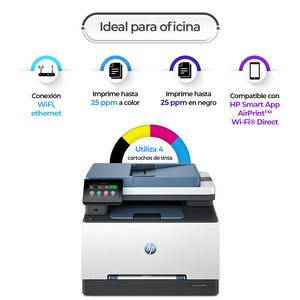 Ideal para oficina
Conexión
WiFi,
ethernet
Imprime hasta
25 ppm a color
Imprime hasta
25 ppm en negro
Compatible con
HP Smart App
AirPrint™
Wi-Fi® Direct
Utiliza 4
cartuchos de tinta
hp